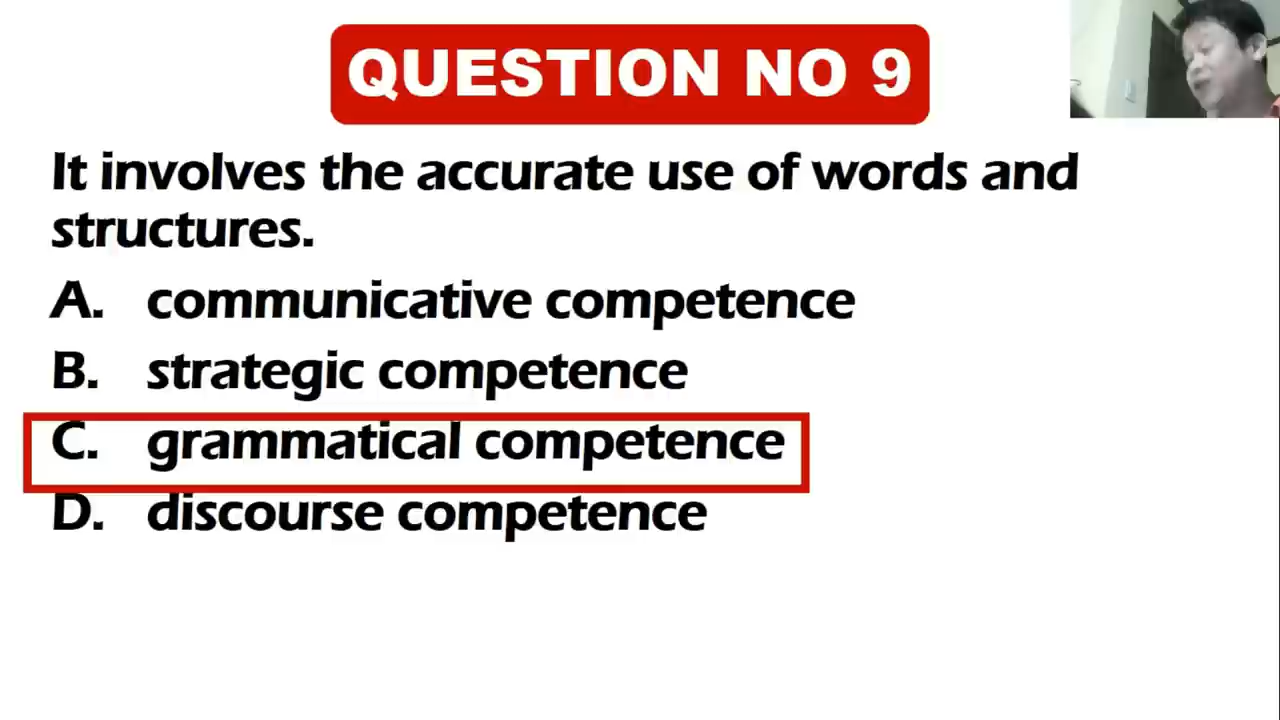 QUESTION NO 9
It involves the accurate use of words and
structures.
A. communicative competence
B. strategic competence
C. grammatical competence
D. discourse competence